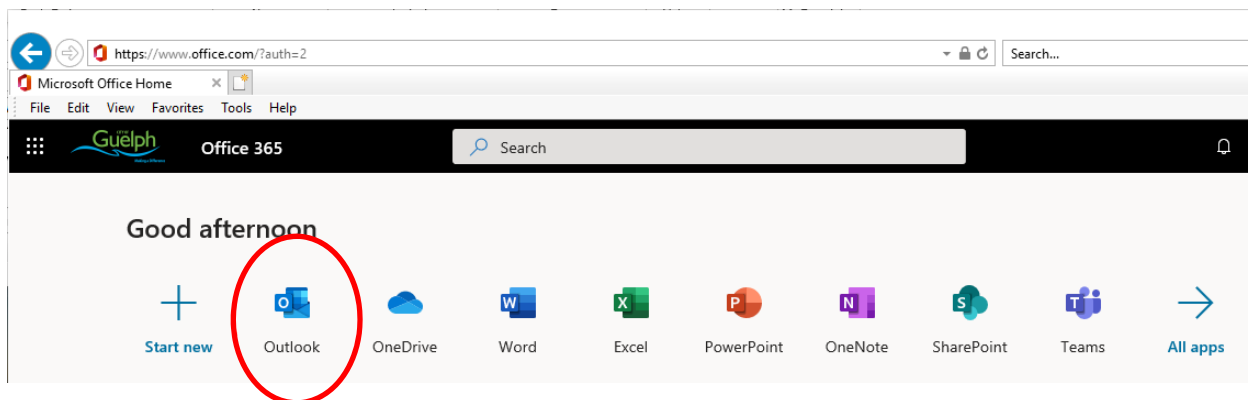 https://www.office.com/?auth=2
Search...
Microsoft Office Home
File Edit View Favorites Tools Help
Guelph
Office 365
Search
Good afternoon
Start new
Outlook
OneDrive
Word
Excel
PowerPoint
OneNote
SharePoint
Teams
All apps